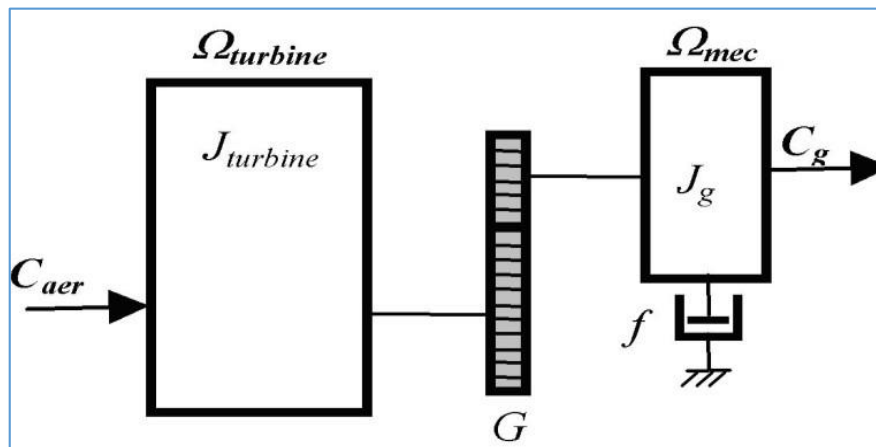 Ωturbine
Ωmec
Jturbine
Cg
Jg
Caer
f
G